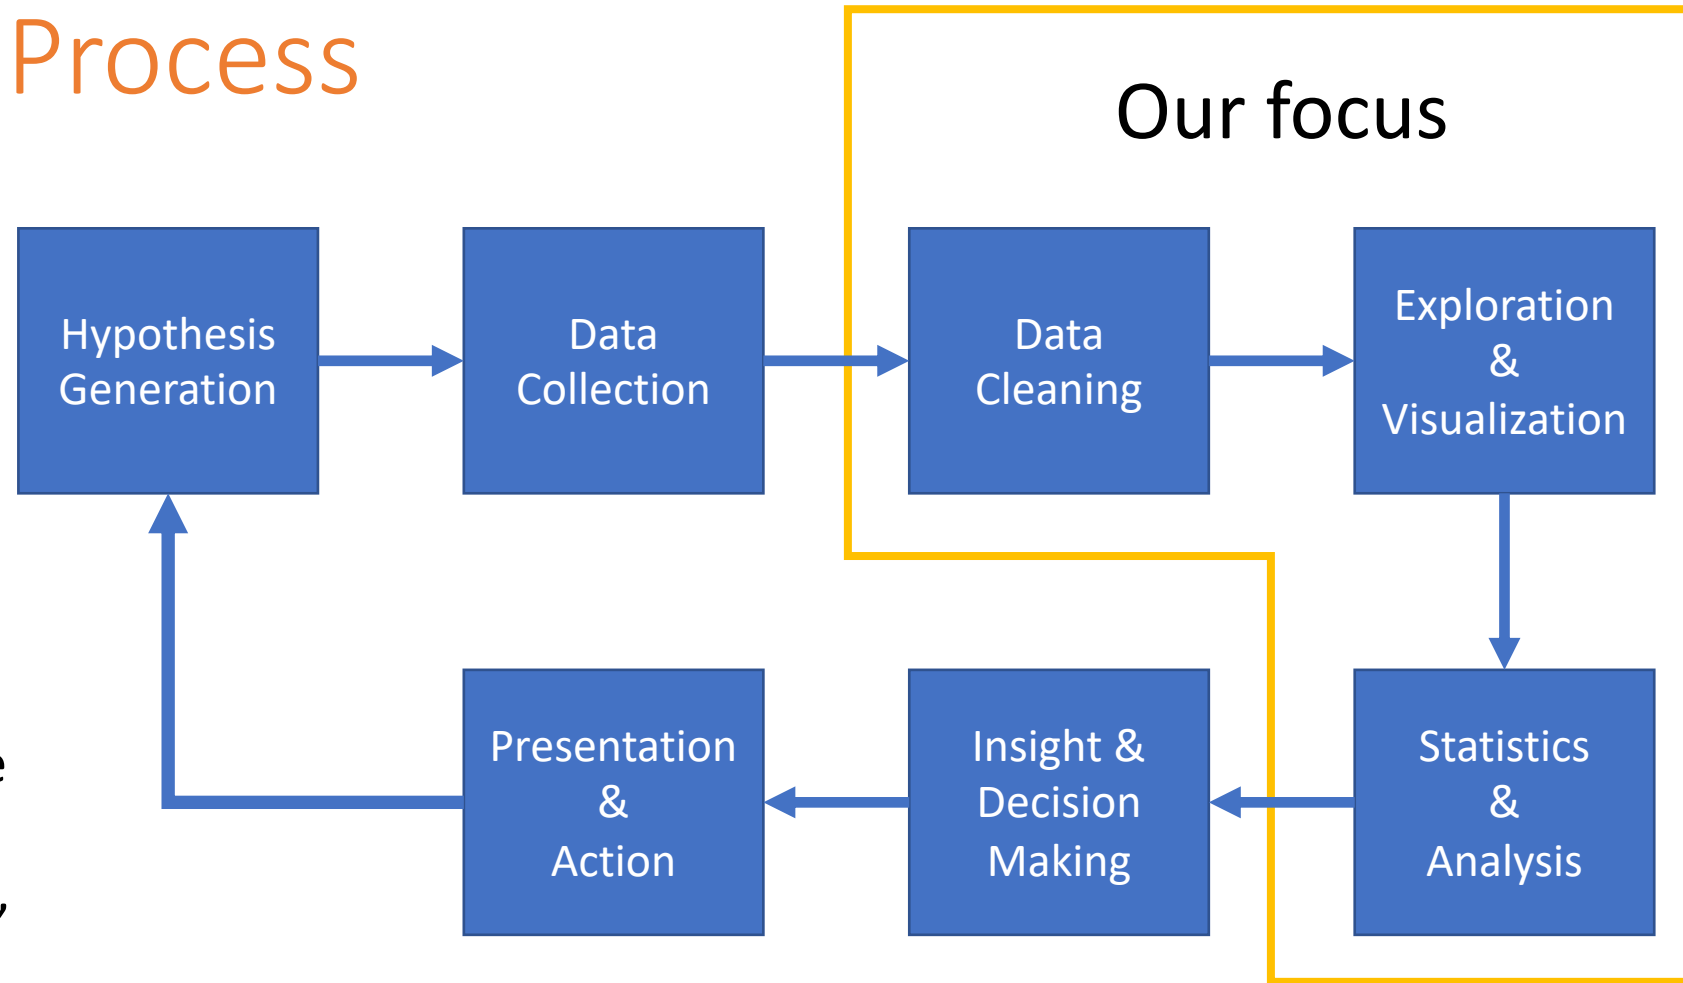 Process
Our focus
Hypothesis
Generation
Data
Collection
Data
Cleaning
Exploration
&
Visualization
Presentation
&
Action
Insight &
Decision
Making
Statistics
&
Analysis
e
,